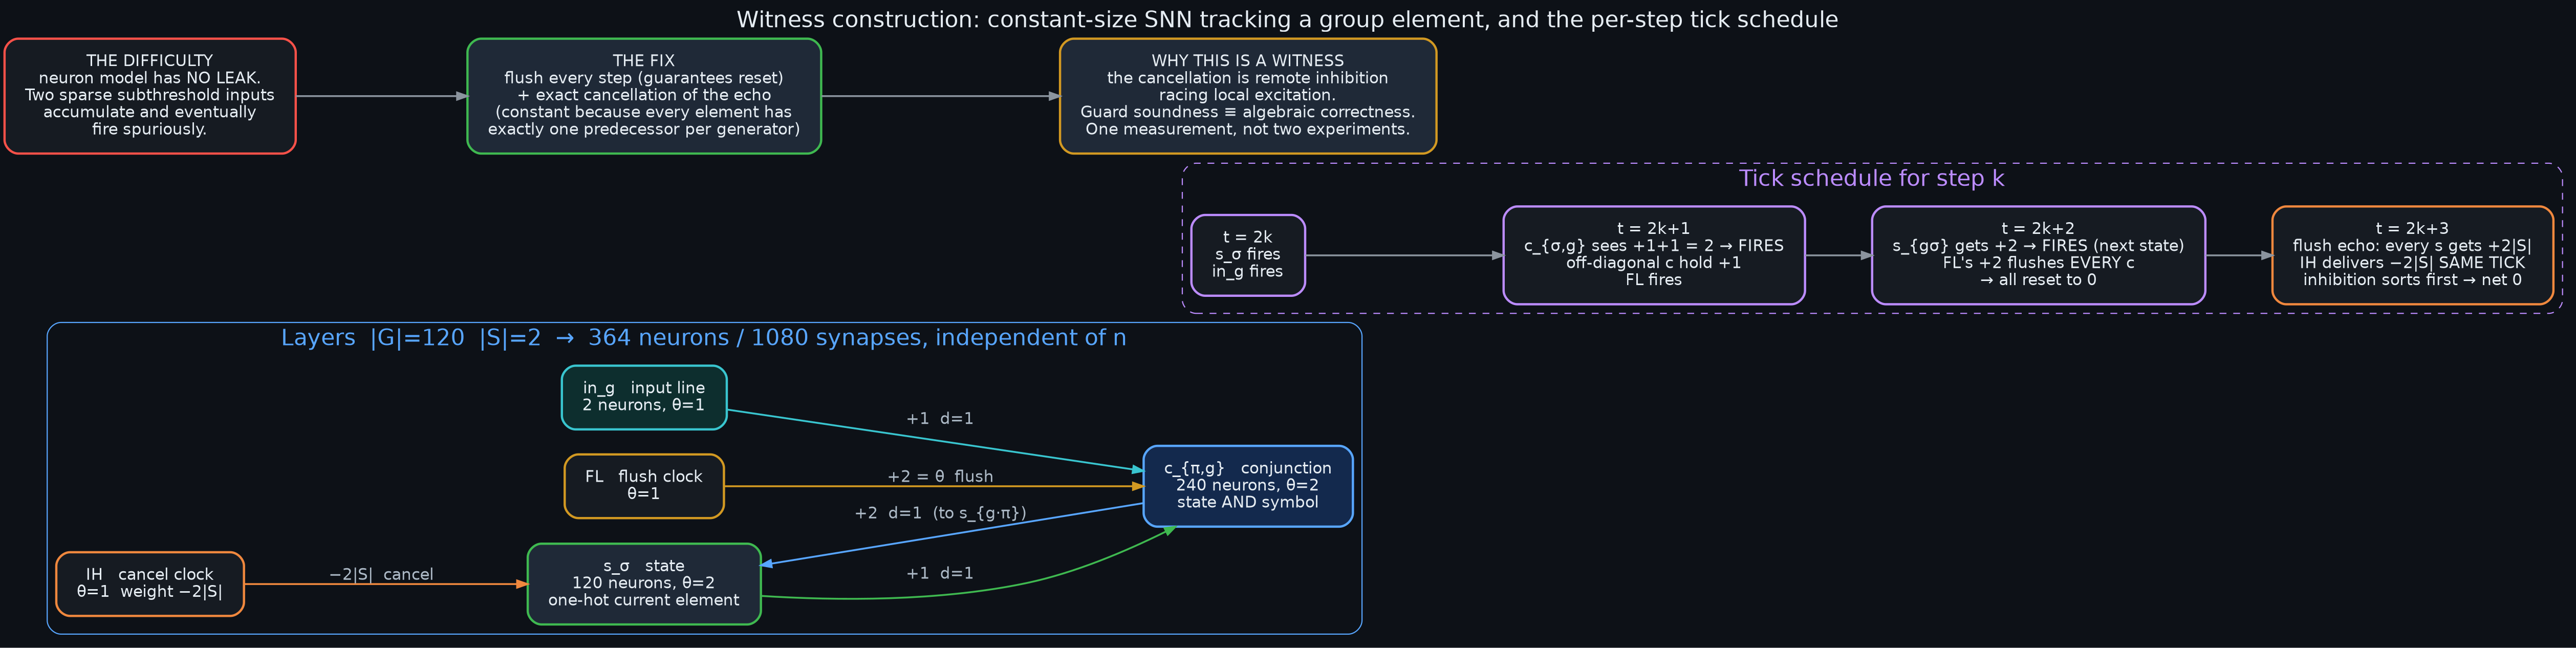 Witness construction: constant-size SNN tracking a group element, and the per-step tick schedule
THE DIFFICULTY
neuron model has NO LEAK.
Two sparse subthreshold inputs
accumulate and eventually
fire spuriously.
THE FIX
flush every step (guarantees reset)
+ exact cancellation of the echo
(constant because every element has
exactly one predecessor per generator)
WHY THIS IS A WITNESS
the cancellation is remote inhibition
racing local excitation.
Guard soundness ≡ algebraic correctness.
One measurement, not two experiments.
Tick schedule for step k
t = 2k
s_σ fires
in_g fires
t = 2k+1
c_{σ,g} sees +1+1 = 2 → FIRES
off-diagonal c hold +1
FL fires
t = 2k+2
s_{gσ} gets +2 → FIRES (next state)
FL's +2 flushes EVERY c
→ all reset to 0
t = 2k+3
flush echo: every s gets +2|S|
IH delivers −2|S| SAME TICK
inhibition sorts first → net 0
Layers |G|=120 |S|=2 → 364 neurons / 1080 synapses, independent of n
in_g input line
2 neurons, θ=1
+1 d=1
FL flush clock
θ=1
+2 = θ flush
c_{π,g} conjunction
240 neurons, θ=2
state AND symbol
+2 d=1 (to s_{g·π})
IH cancel clock
θ=1 weight −2|S|
−2|S| cancel
s_σ state
120 neurons, θ=2
one-hot current element
+1 d=1